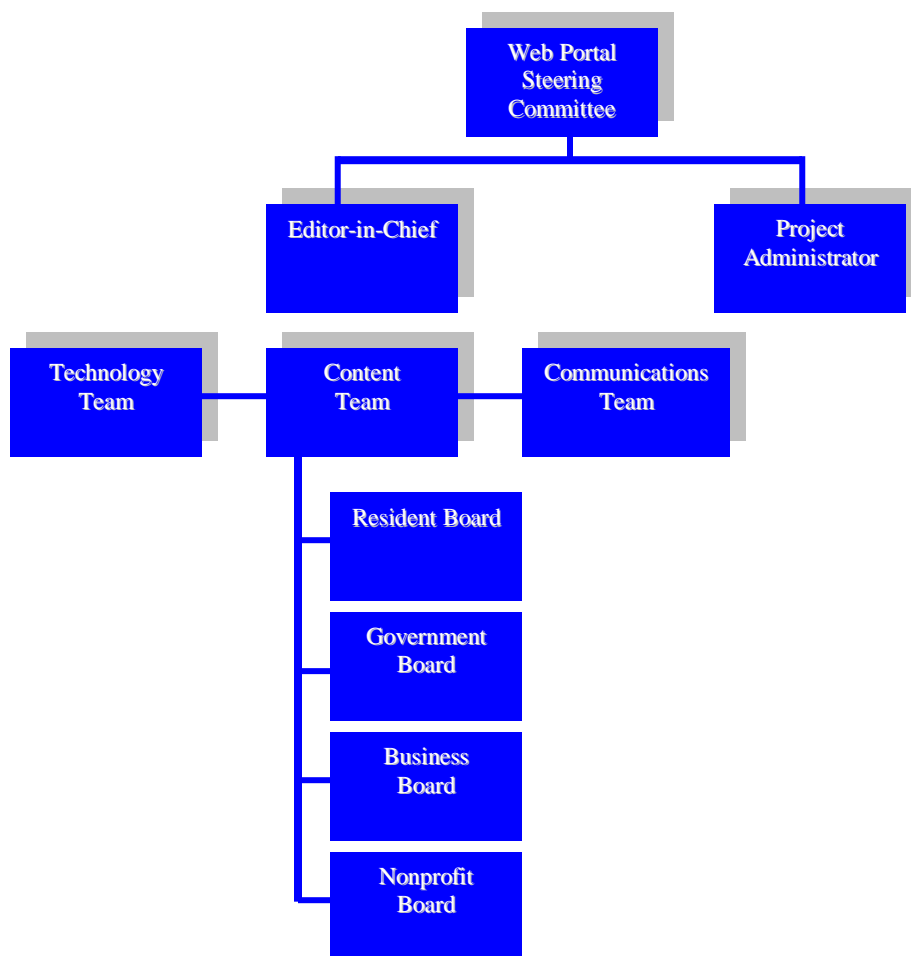 Web Portal
Steering
Committee
Editor-in-Chief
Project
Administrator
Technology
Team
Content
Team
Communications
Team
Resident Board
Government
Board
Business
Board
Nonprofit
Board